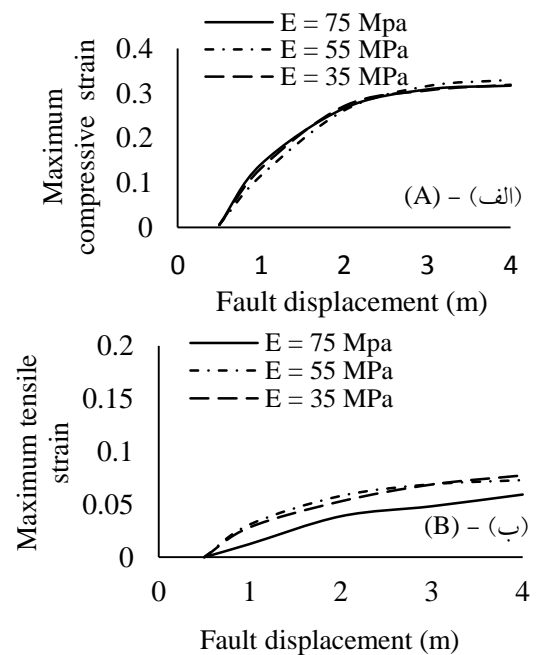 E = 75 Mpa
E = 55 MPa
E = 35 MPa
Maximum
compressive strain
0.4
0.3
0.2
0.1
0
(A) – (الف)
0 1 2 3 4
Fault displacement (m)
E = 75 Mpa
E = 55 MPa
E = 35 MPa
Maximum tensile
strain
0.2
0.15
0.1
0.05
0
(B) – (ب)
0 1 2 3 4
Fault displacement (m)